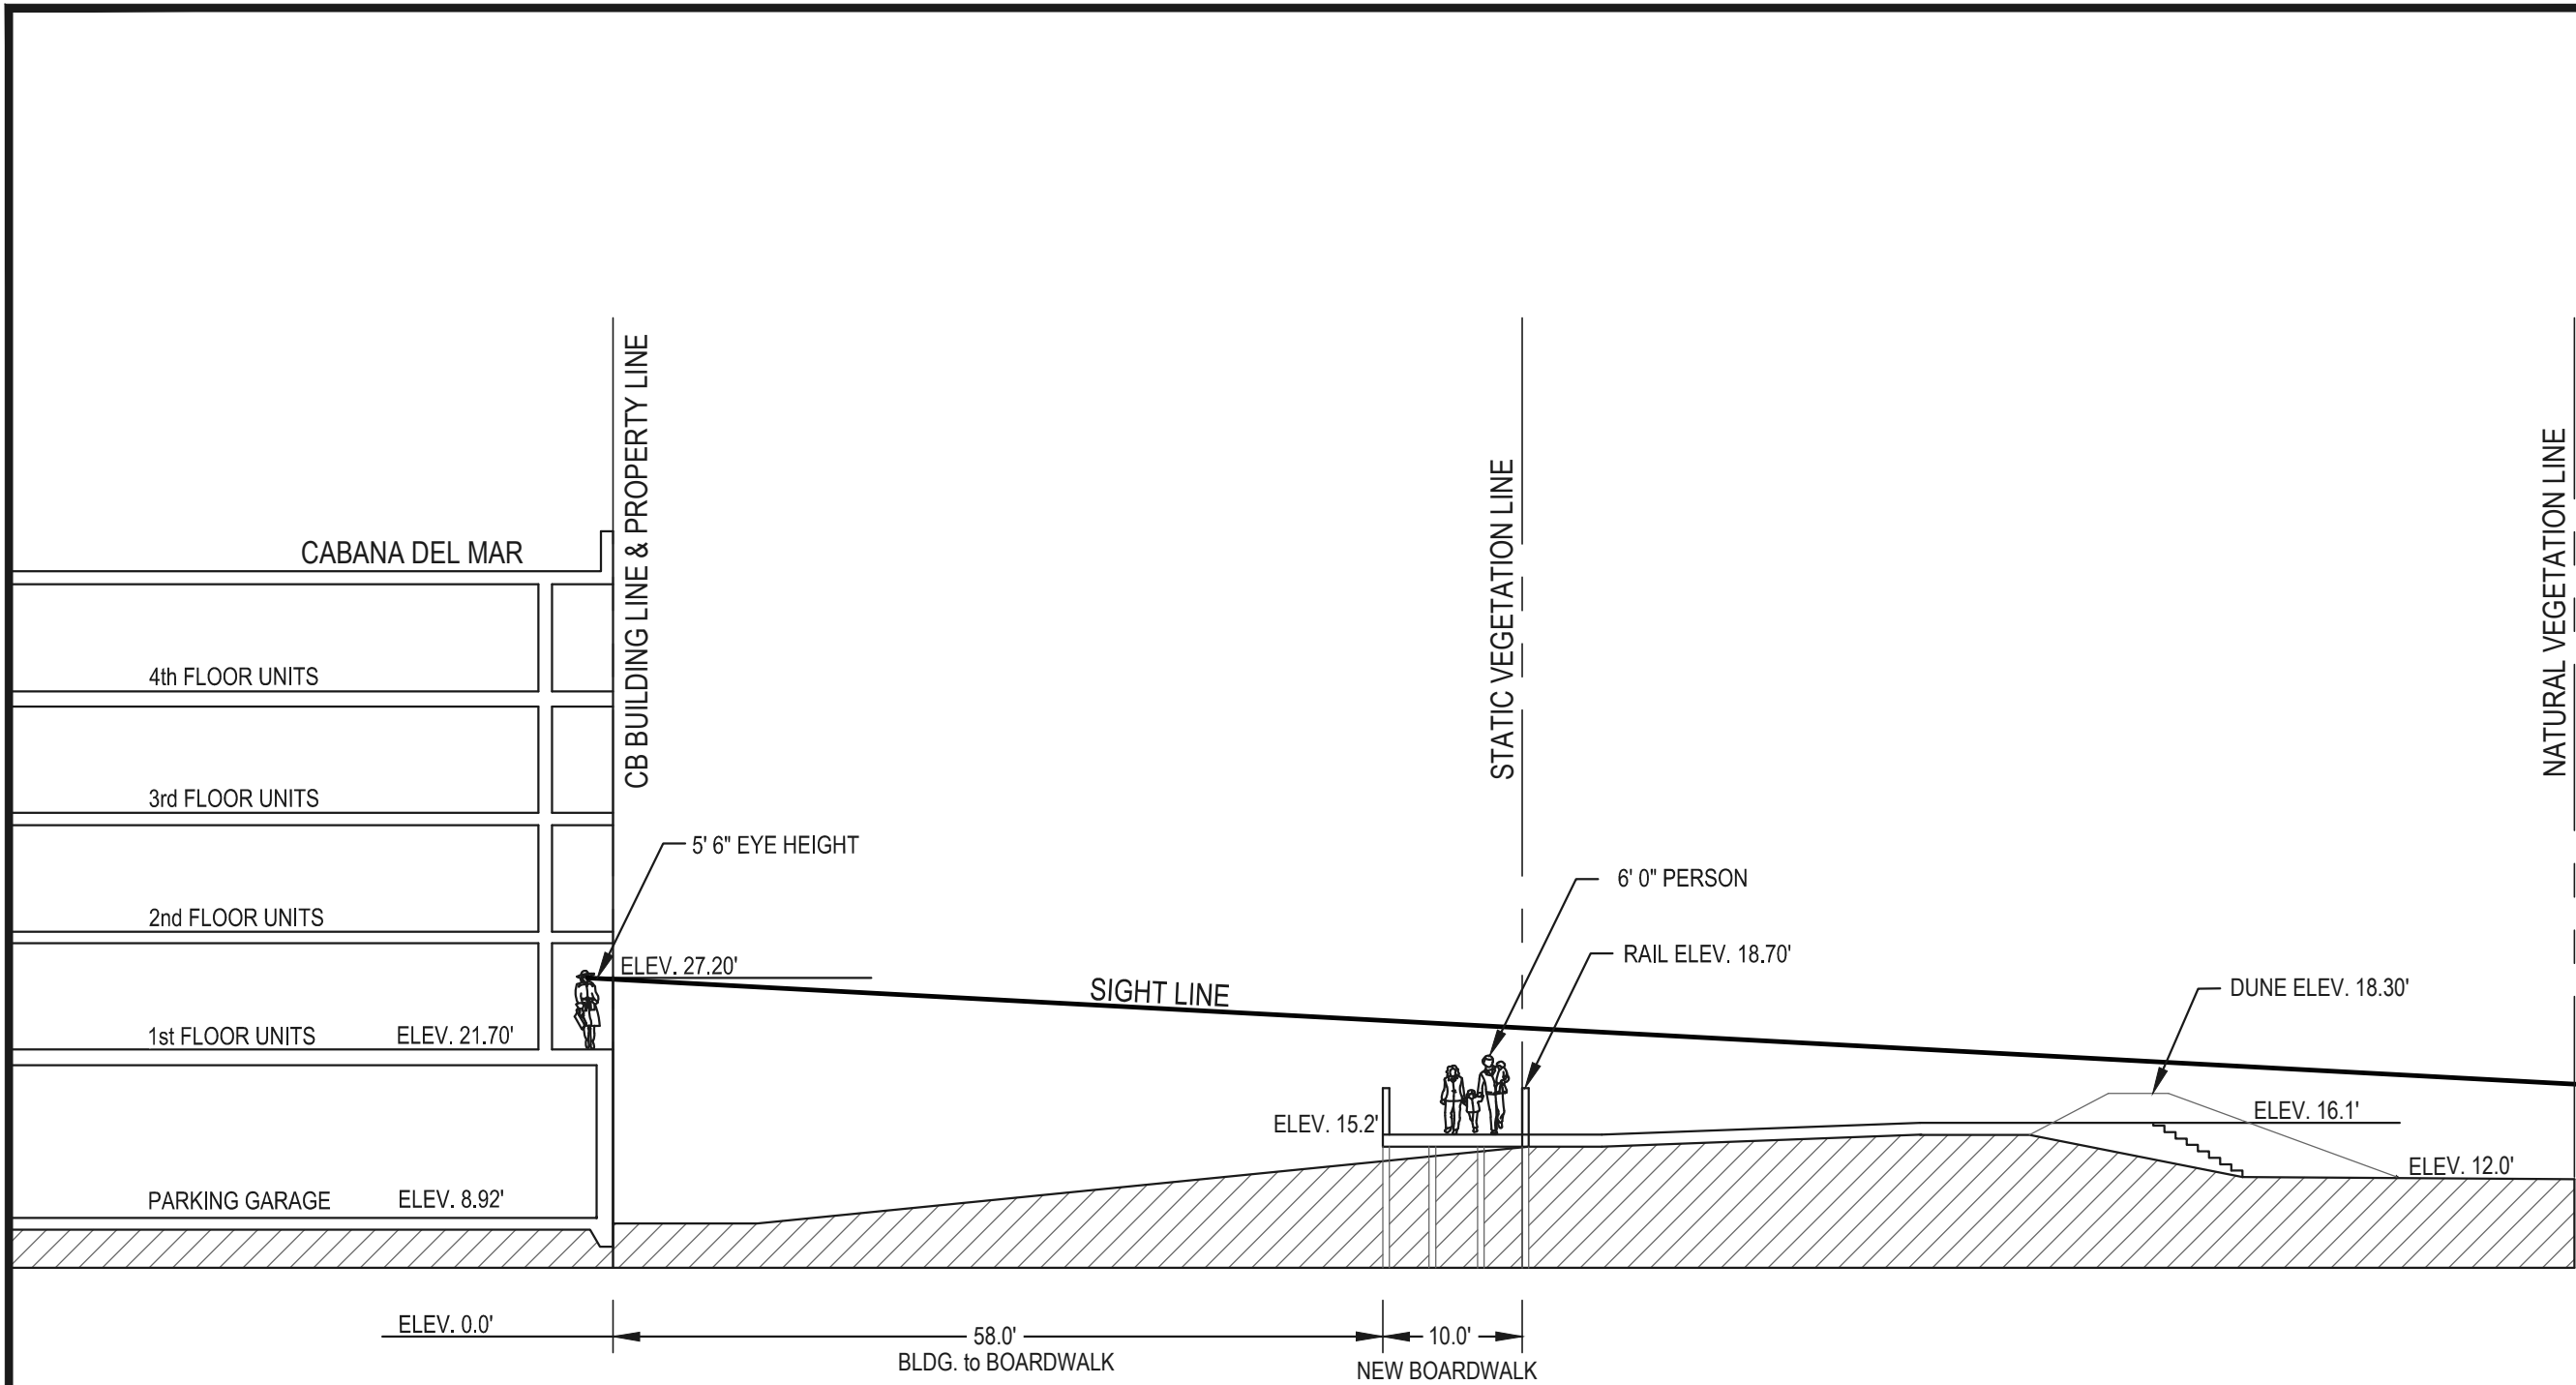 CB BUILDING LINE & PROPERTY LINE
STATIC VEGETATION LINE
NATURAL VEGETATION LINE
CABANA DEL MAR
4th FLOOR UNITS
3rd FLOOR UNITS
5' 6" EYE HEIGHT
6' 0" PERSON
2nd FLOOR UNITS
RAIL ELEV. 18.70'
ELEV. 27.20'
SIGHT LINE
DUNE ELEV. 18.30'
1st FLOOR UNITS ELEV. 21.70'
ELEV. 16.1'
ELEV. 15.2'
ELEV. 12.0'
PARKING GARAGE ELEV. 8.92'
ELEV. 0.0'
58.0'
10.0'
BLDG. to BOARDWALK
NEW BOARDWALK